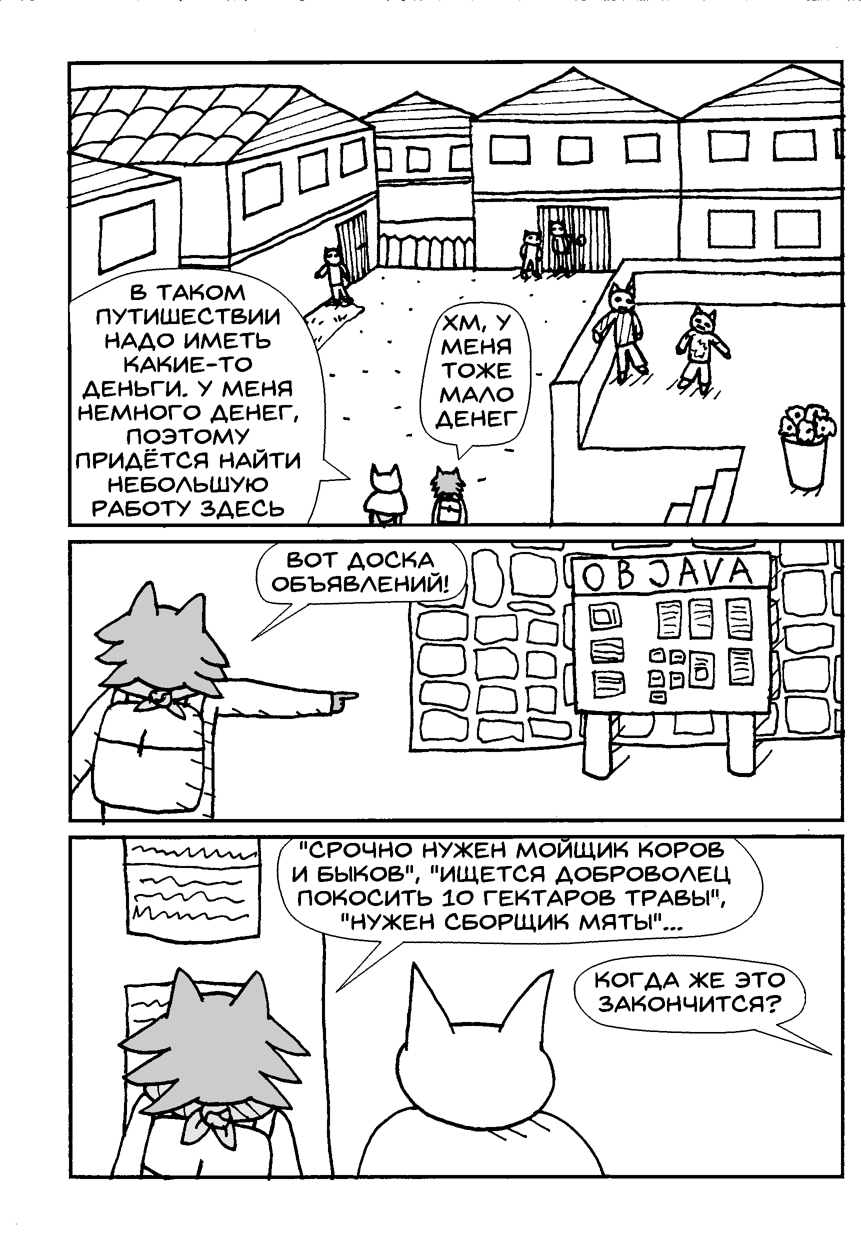 В ТАКОМ
ПУТИШЕСТВИИ
НАДО ИМЕТЬ
КАКИЕ-ТО
ДЕНЬГИ. У МЕНЯ
НЕМНОГО ДЕНЕГ,
ПОЭТОМУ
ПРИДЁТСЯ НАЙТИ
НЕБОЛЬШУЮ
РАБОТУ ЗДЕСЬ
ХМ, У
МЕНЯ
ТОЖЕ
МАЛО
ДЕНЕГ
ВОТ ДОСКА
ОБЪЯВЛЕНИЙ!
OBJAVA
"СРОЧНО НУЖЕН МОЙЩИК КОРОВ
И БЫКОВ", "ИЩЕТСЯ ДОБРОВОЛЕЦ
ПОКОСИТЬ 10 ГЕКТАРОВ ТРАВЫ",
"НУЖЕН СБОРЩИК МЯТЫ"...
КОГДА ЖЕ ЭТО
ЗАКОНЧИТСЯ?